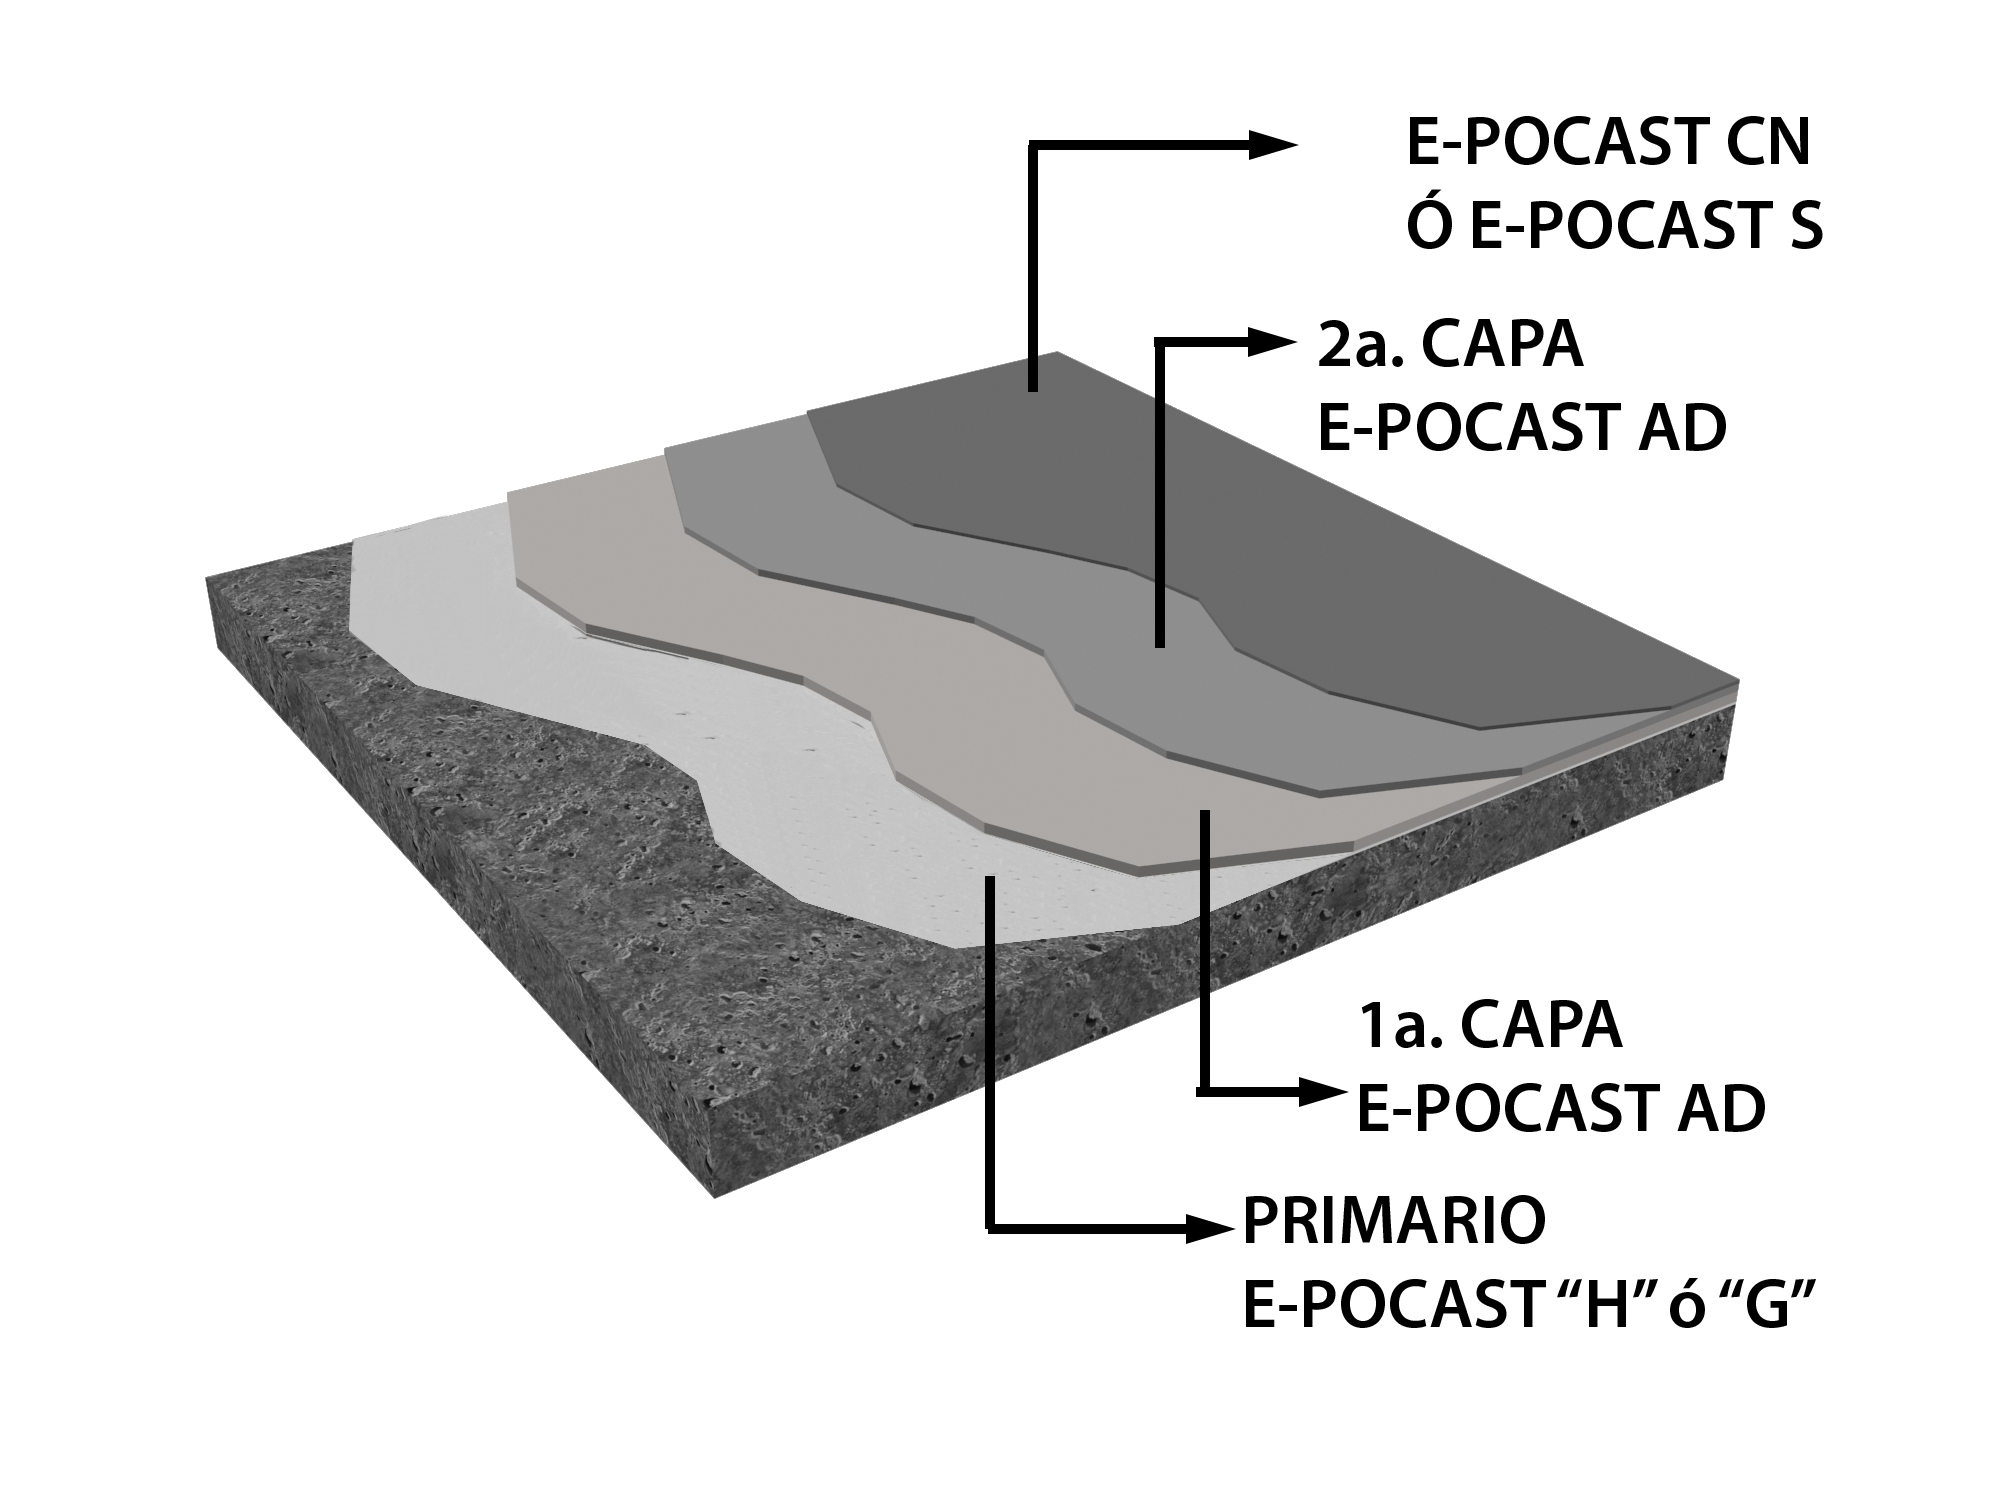 E-POCAST CN
Ó E-POCAST S
2a. CAPA
E-POCAST AD
1a. CAPA
E-POCAST AD
PRIMARIO
E-POCAST “H” ó “G”